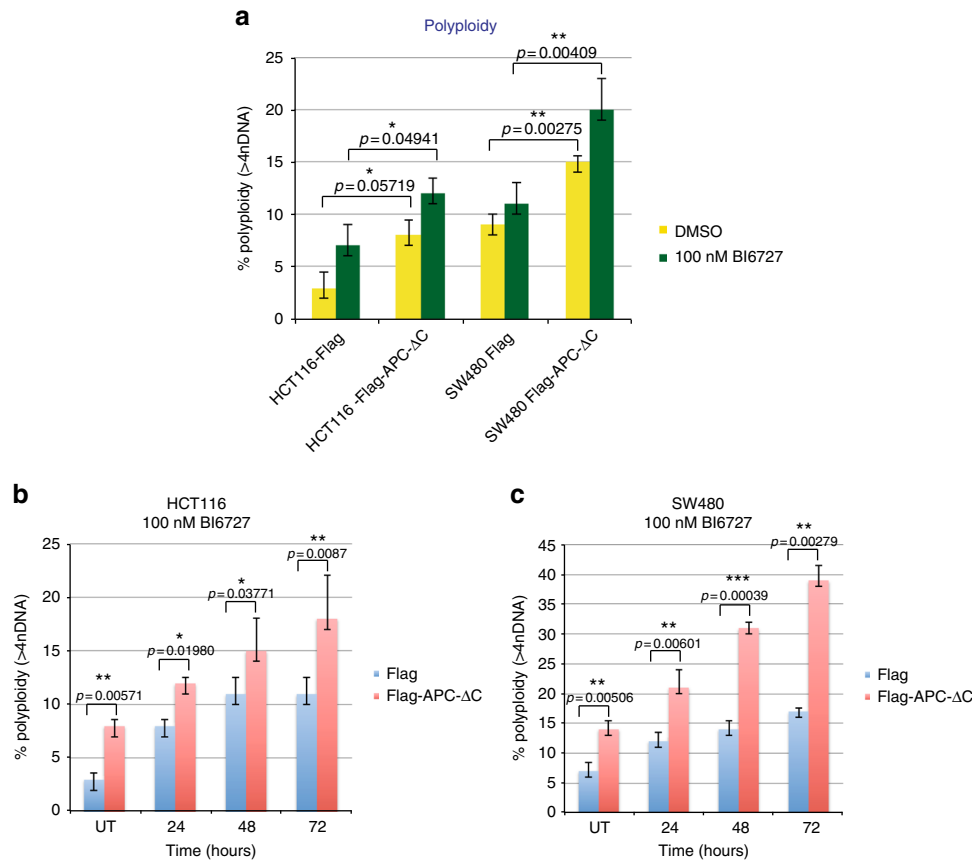 a
Polyploidy
% polyploidy (>4nDNA)
25
20
15
10
5
0
*
p=0.05719
*
p=0.04941
**
p=0.00275
**
p=0.00409
HCT116-Flag
HCT116 -Flag-APC-ΔC
SW480 Flag
SW480 Flag-APC-ΔC
DMSO
100 nM BI6727
b
HCT116
100 nM BI6727
% polyploidy (>4nDNA)
25
20
15
10
5
0
**
p=0.00571
*
p=0.01980
*
p=0.03771
**
p=0.0087
UT
24
48
72
Time (hours)
Flag
Flag-APC-ΔC
c
SW480
100 nM BI6727
% polyploidy (>4nDNA)
45
40
35
30
25
20
15
10
5
0
**
p=0.00506
**
p=0.00601
***
p=0.00039
**
p=0.00279
UT
24
48
72
Time (hours)
Flag
Flag-APC-ΔC